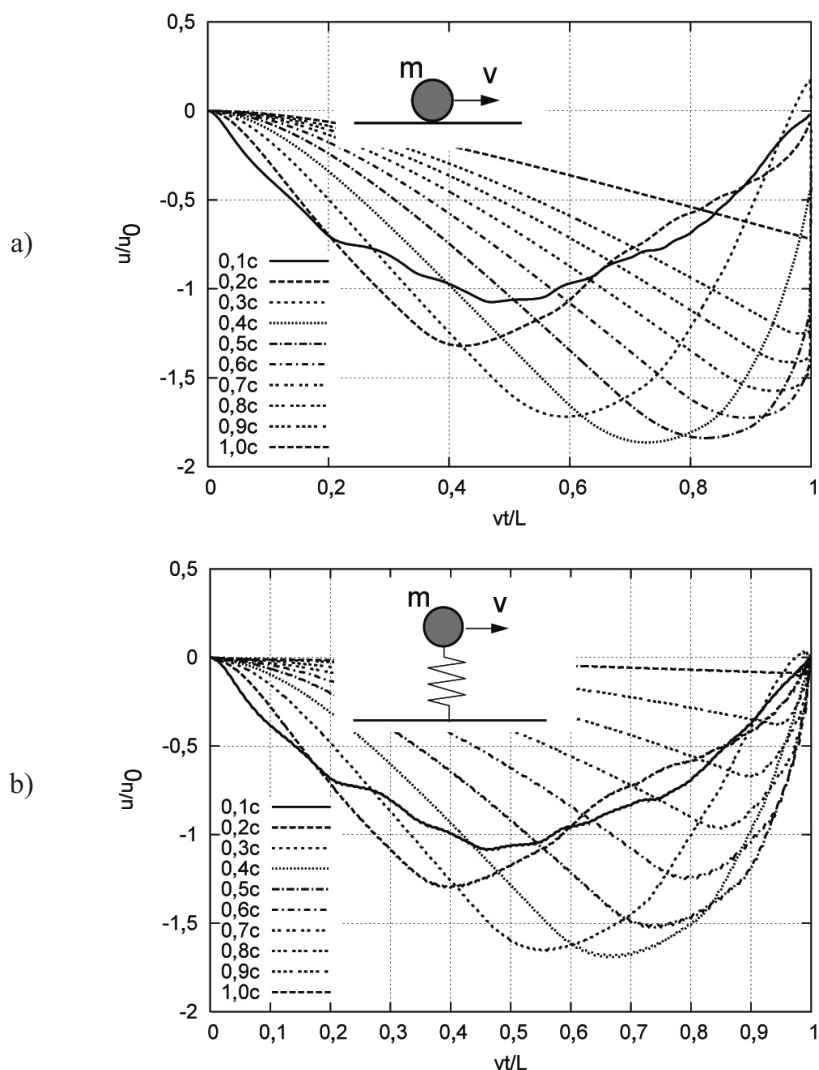 a)
0,5
0
-0,5
-1
-1,5
-2
u/u0
m
v
0,1c
0,2c
0,3c
0,4c
0,5c
0,6c
0,7c
0,8c
0,9c
1,0c
0 0,2 0,4 0,6 0,8 1
vt/L
b)
0,5
0
-0,5
-1
-1,5
-2
u/u0
m
v
0,1c
0,2c
0,3c
0,4c
0,5c
0,6c
0,7c
0,8c
0,9c
1,0c
0 0,1 0,2 0,3 0,4 0,5 0,6 0,7 0,8 0,9 1
vt/L